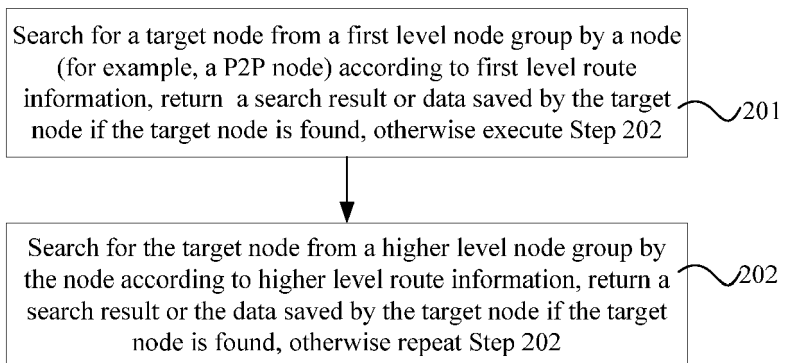 Search for a target node from a first level node group by a node
(for example, a P2P node) according to first level route
information, return a search result or data saved by the target
node if the target node is found, otherwise execute Step 202
201
Search for the target node from a higher level node group by
the node according to higher level route information, return a
search result or the data saved by the target node if the target
node is found, otherwise repeat Step 202
202